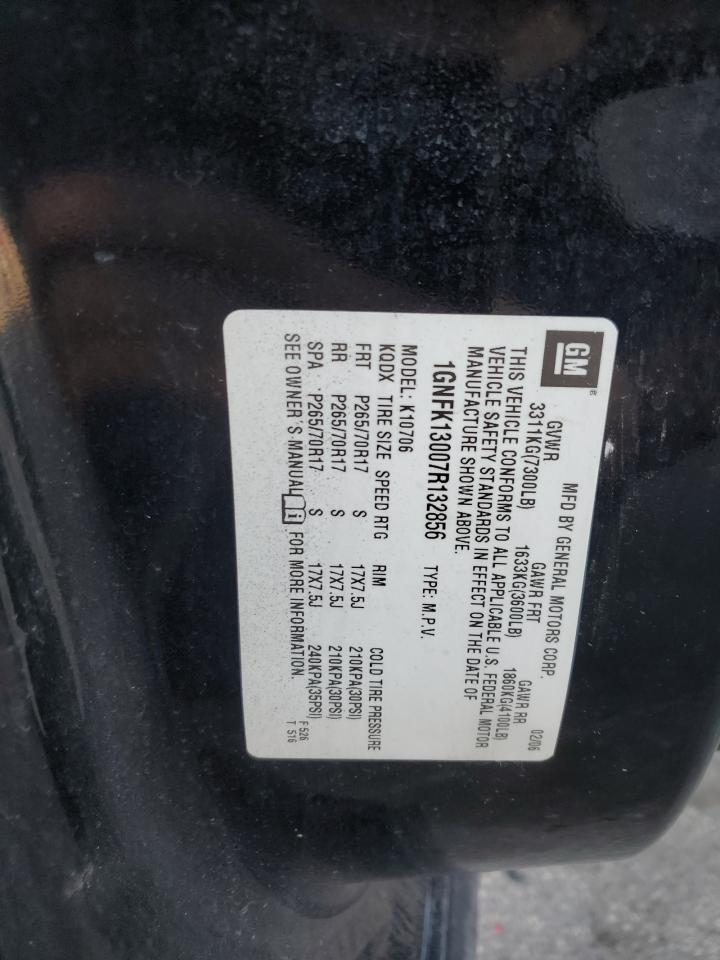 GM ®
MFD BY GENERAL MOTORS CORP. 02/06
GVWR GAWR FRT GAWR RR
3311KG(7300LB) 1633KG(3600LB) 1860KG(4100LB)
THIS VEHICLE CONFORMS TO ALL APPLICABLE U.S. FEDERAL MOTOR
VEHICLE SAFETY STANDARDS IN EFFECT ON THE DATE OF
MANUFACTURE SHOWN ABOVE.
1GNFK13007R132856 TYPE: M.P.V.
MODEL: K10706
KQDX TIRE SIZE SPEED RTG RIM COLD TIRE PRESSURE
FRT P265/70R17 S 17X7.5J 210KPA(30PSI)
RR P265/70R17 S 17X7.5J 210KPA(30PSI)
SPA P265/70R17 S 17X7.5J 240KPA(35PSI)
SEE OWNER'S MANUAL i FOR MORE INFORMATION.
F 526
T 516